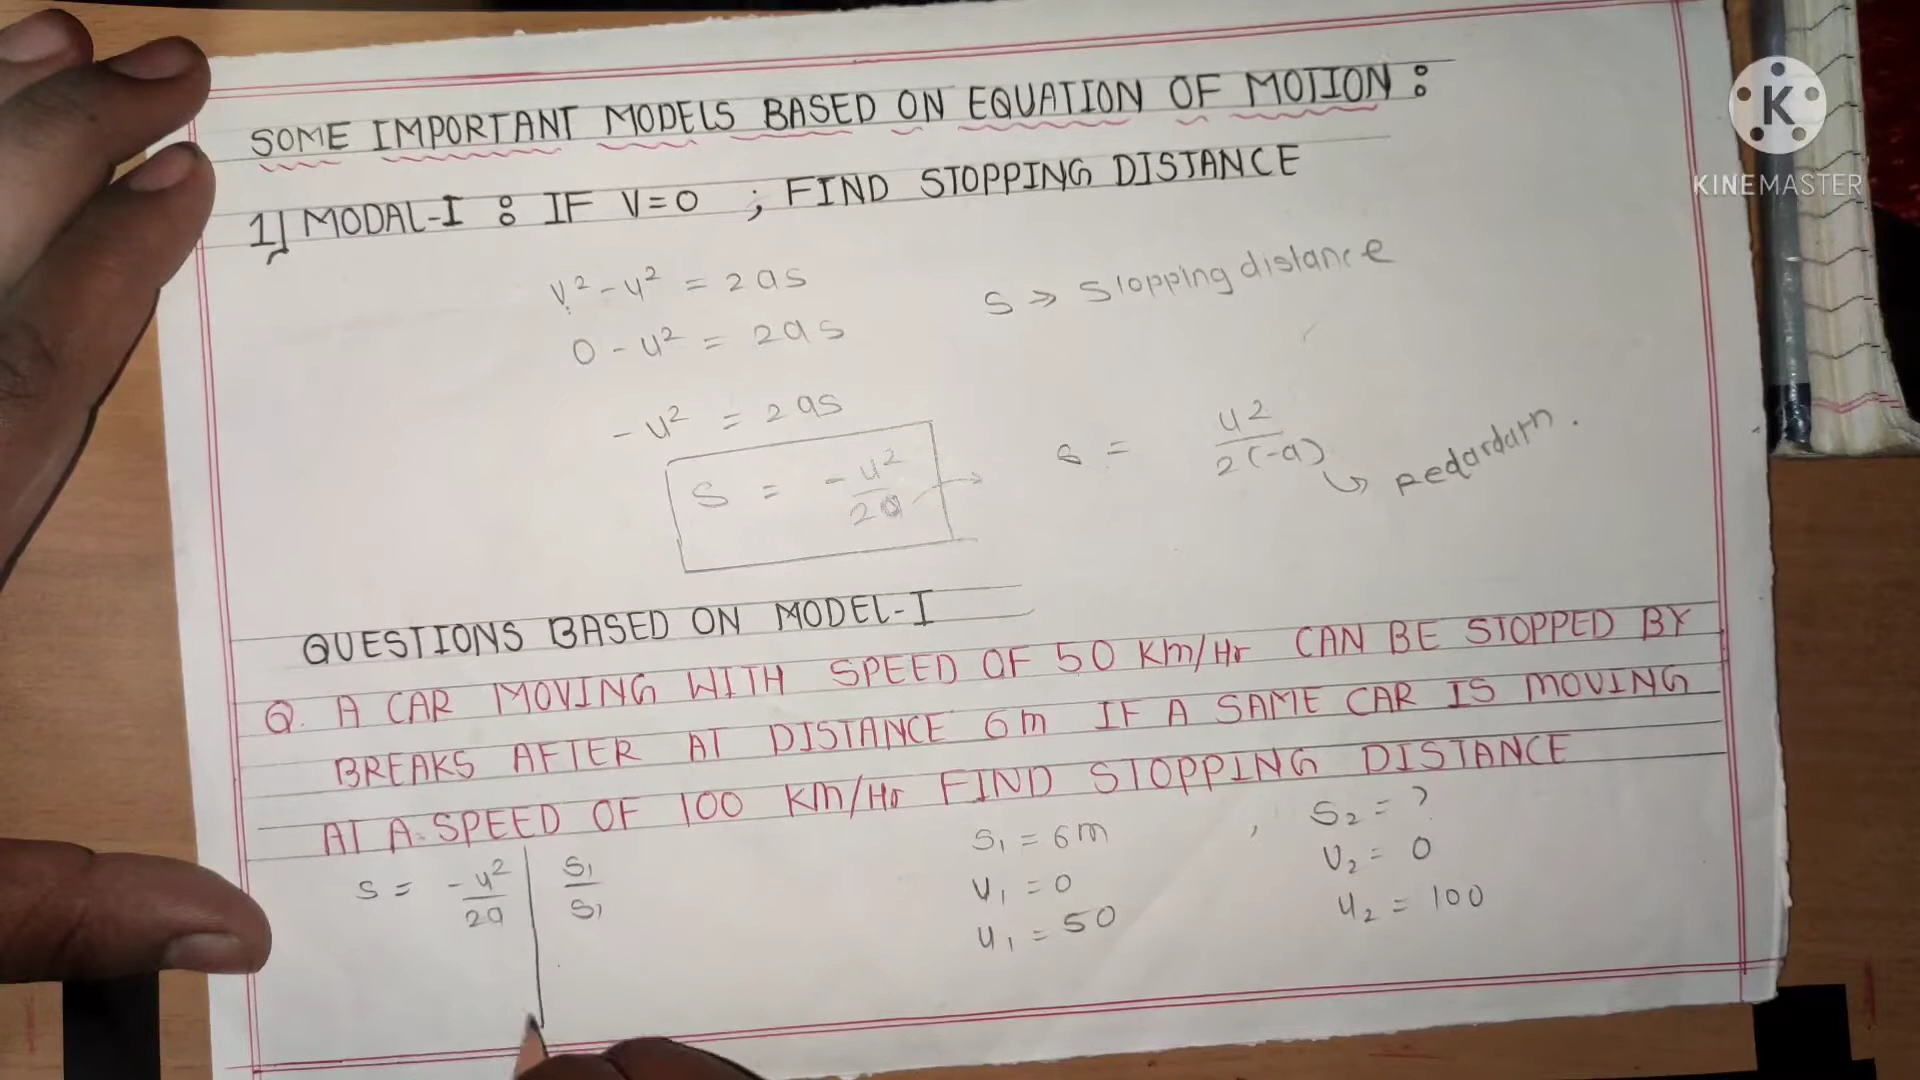 SOME IMPORTANT MODELS BASED ON EQUATION OF MOTION :
1] MODAL-I : IF V=0 ; FIND STOPPING DISTANCE
V² - u² = 2as
S → Stopping distance
0 - u² = 2as
-u² = 2as
S = -u²/2a
s = u²/2(-a)
QUESTIONS BASED ON MODEL-I
Q. A CAR MOVING WITH SPEED OF 50 KM/Hr CAN BE STOPPED BY
BREAKS AFTER AT DISTANCE 6m IF A SAME CAR IS MOVING
AT A SPEED OF 100 KM/Hr FIND STOPPING DISTANCE
S = -u²/2a
S₁/S₁
S₁ = 6m , S₂ = ?
V₁ = 0 V₂ = 0
u₁ = 50 u₂ = 100
K
KINEMASTER